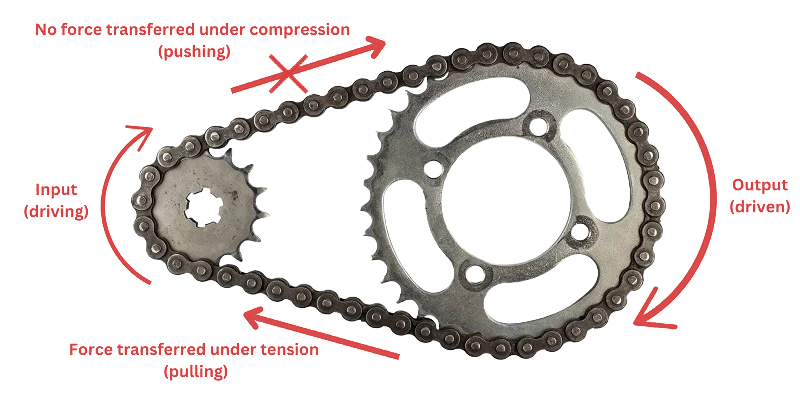 No force transferred under compression
(pushing)
Input
(driving)
Output
(driven)
Force transferred under tension
(pulling)